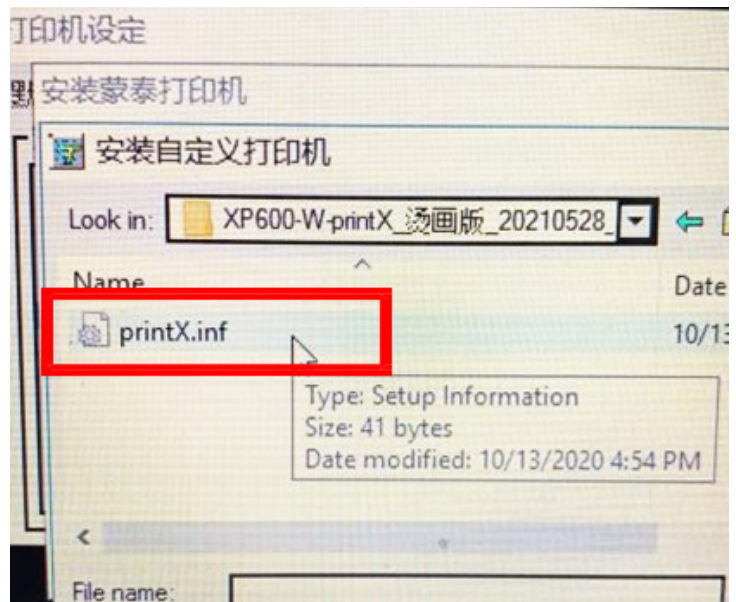 打印机设定
安装蒙泰打印机
安装自定义打印机
Look in: XP600-W-printX_烫画版_20210528_
Name Date
printX.inf 10/13
Type: Setup Information
Size: 41 bytes
Date modified: 10/13/2020 4:54 PM
File name: